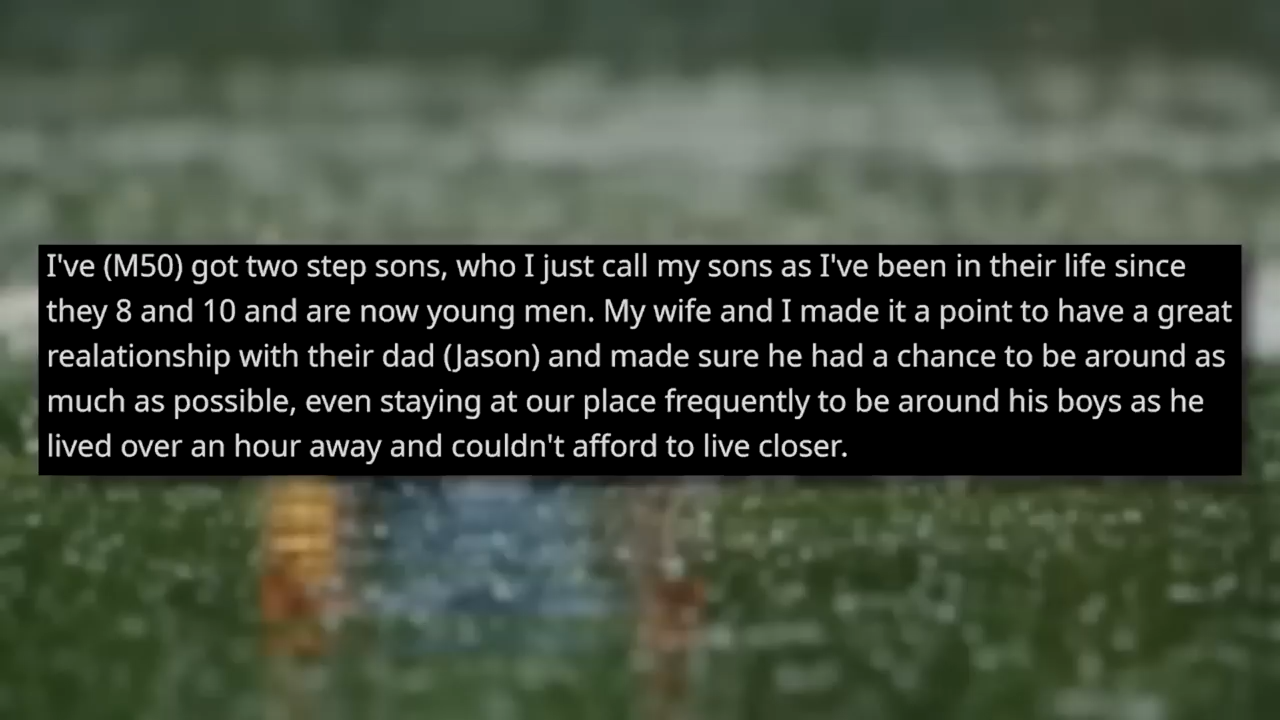 I've (M50) got two step sons, who I just call my sons as I've been in their life since
they 8 and 10 and are now young men. My wife and I made it a point to have a great
realationship with their dad (Jason) and made sure he had a chance to be around as
much as possible, even staying at our place frequently to be around his boys as he
lived over an hour away and couldn't afford to live closer.